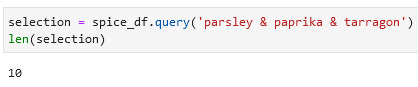 selection = spice_df.query('parsley & paprika & tarragon')
len(selection)
10